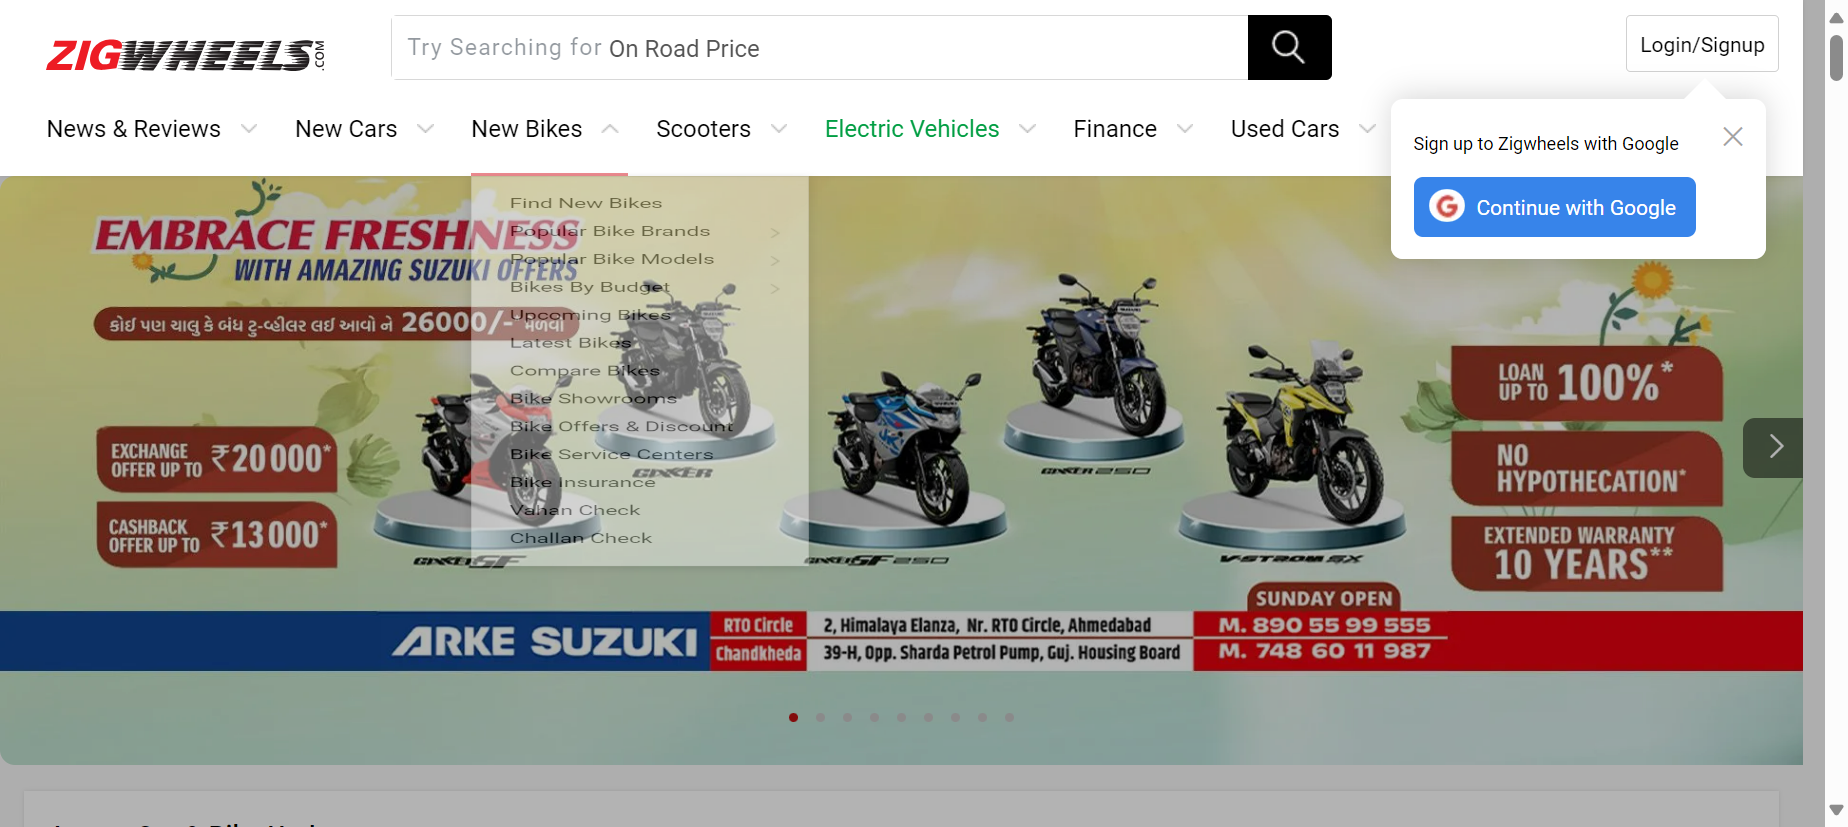 ZIGWHEELS.COM
Try Searching for On Road Price
Login/Signup
News & Reviews
New Cars
New Bikes
Scooters
Electric Vehicles
Finance
Used Cars
Sign up to Zigwheels with Google
Continue with Google
Find New Bikes
Popular Bike Brands >
Popular Bike Models >
Bikes By Budget >
Upcoming Bikes
Latest Bikes
Compare Bikes
Bike Showrooms
Bike Offers & Discount
Bike Service Centers
Bike Insurance
Vahan Check
Challan Check
EMBRACE FRESHNESS
WITH AMAZING SUZUKI OFFERS
કોઈ પણ ચાલુ કે બંધ ટુ-વ્હીલર લઈ આવો ને 26000/- મેળવો
EXCHANGE
OFFER UP TO ₹20000*
CASHBACK
OFFER UP TO ₹13000*
GIXXER
GIXXER SF
GIXXER SF 250
GIXXER 250
V-STROM SX
LOAN
UP TO 100%*
NO
HYPOTHECATION*
EXTENDED WARRANTY
10 YEARS**
SUNDAY OPEN
ARKE SUZUKI
RTO Circle
2, Himalaya Elanza, Nr. RTO Circle, Ahmedabad
M. 890 55 99 555
Chandkheda
39-H, Opp. Sharda Petrol Pump, Guj. Housing Board
M. 748 60 11 987